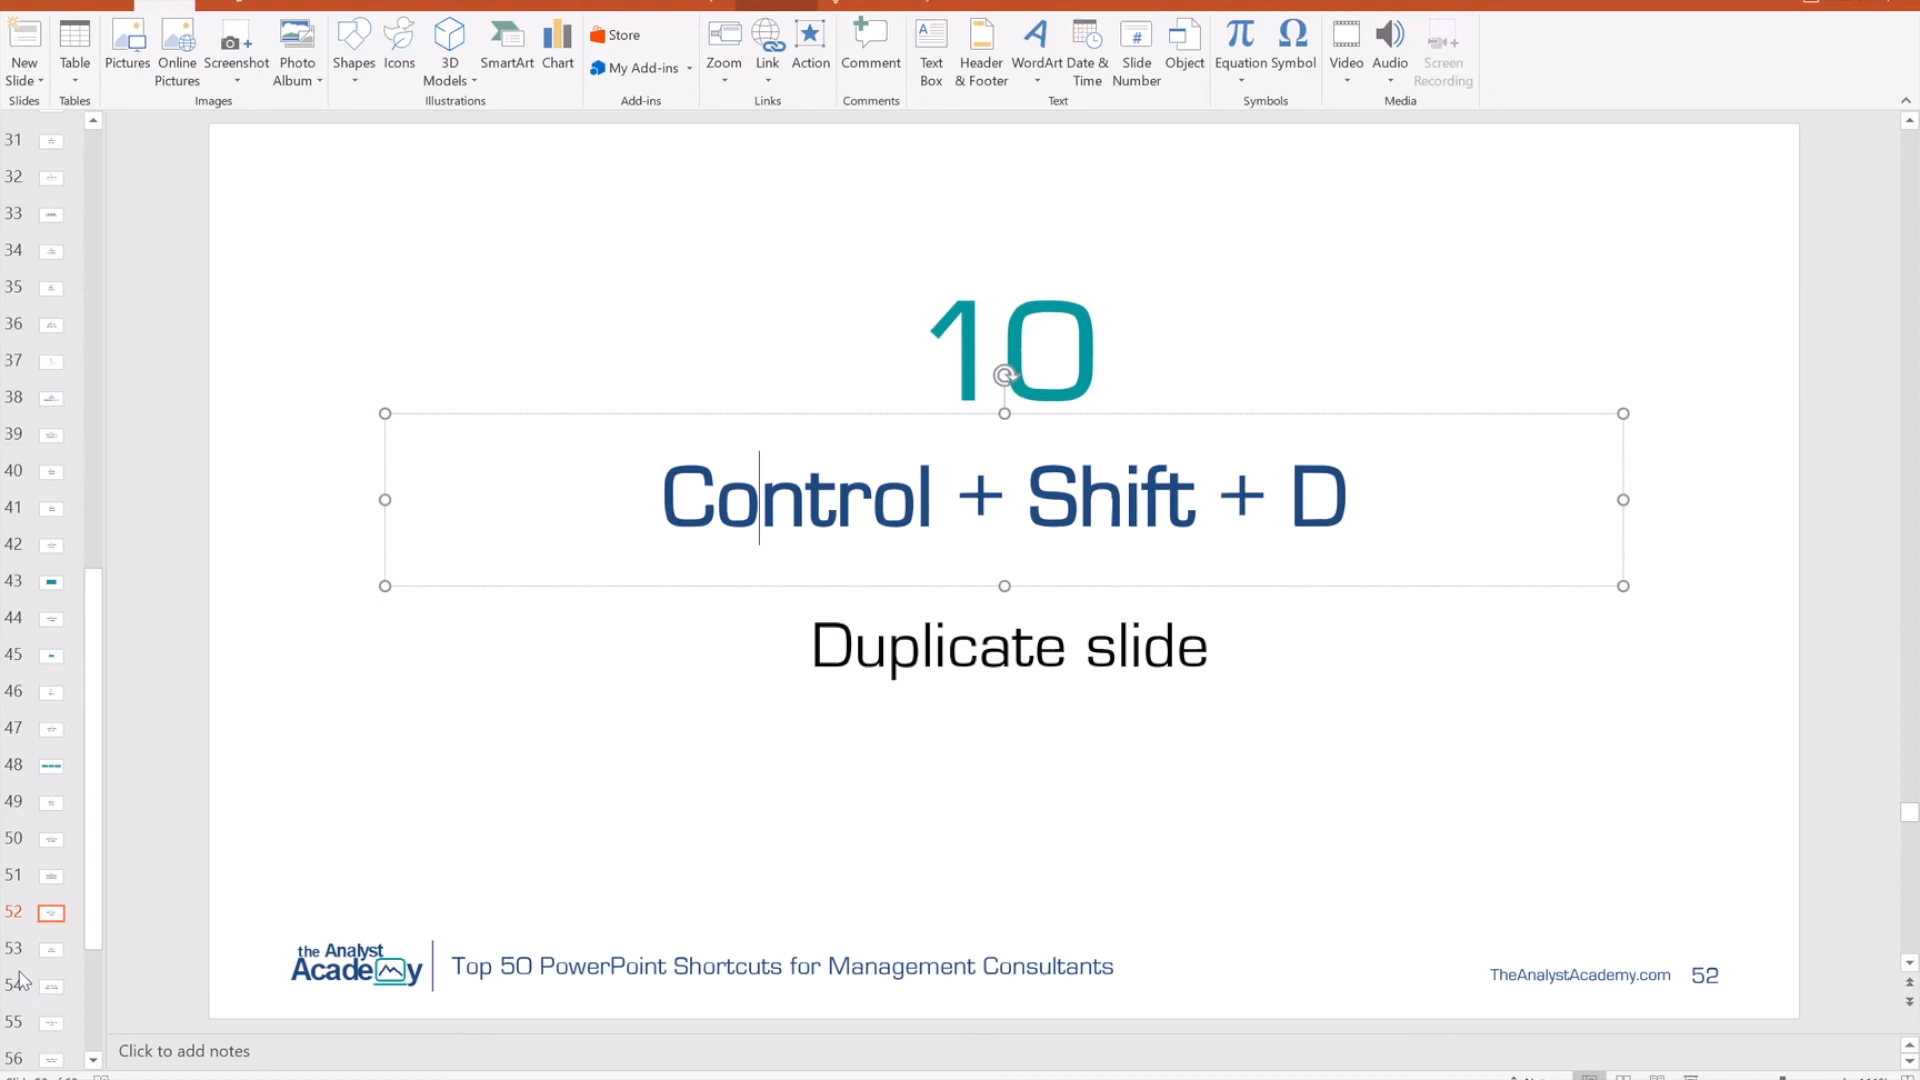 New
Slide
Slides
Table
Tables
Pictures
Online
Pictures
Screenshot
Photo
Album
Images
Shapes
Icons
3D
Models
SmartArt
Chart
Illustrations
Store
My Add-ins
Add-ins
Zoom
Link
Action
Links
Comment
Comments
Text
Box
Header
& Footer
WordArt
Date &
Time
Slide
Number
Object
Text
Equation
Symbol
Symbols
Video
Audio
Screen
Recording
Media
31
32
33
34
35
36
37
38
39
40
41
42
43
44
45
46
47
48
49
50
51
52
53
54
55
56
10
Control + Shift + D
Duplicate slide
the Analyst
Academy
Top 50 PowerPoint Shortcuts for Management Consultants
TheAnalystAcademy.com 52
Click to add notes